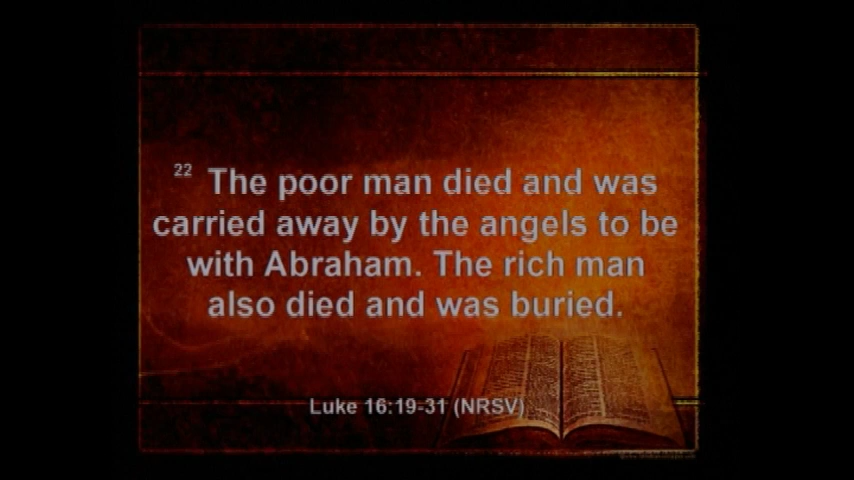 22 The poor man died and was
carried away by the angels to be
with Abraham. The rich man
also died and was buried.
Luke 16:19-31 (NRSV)